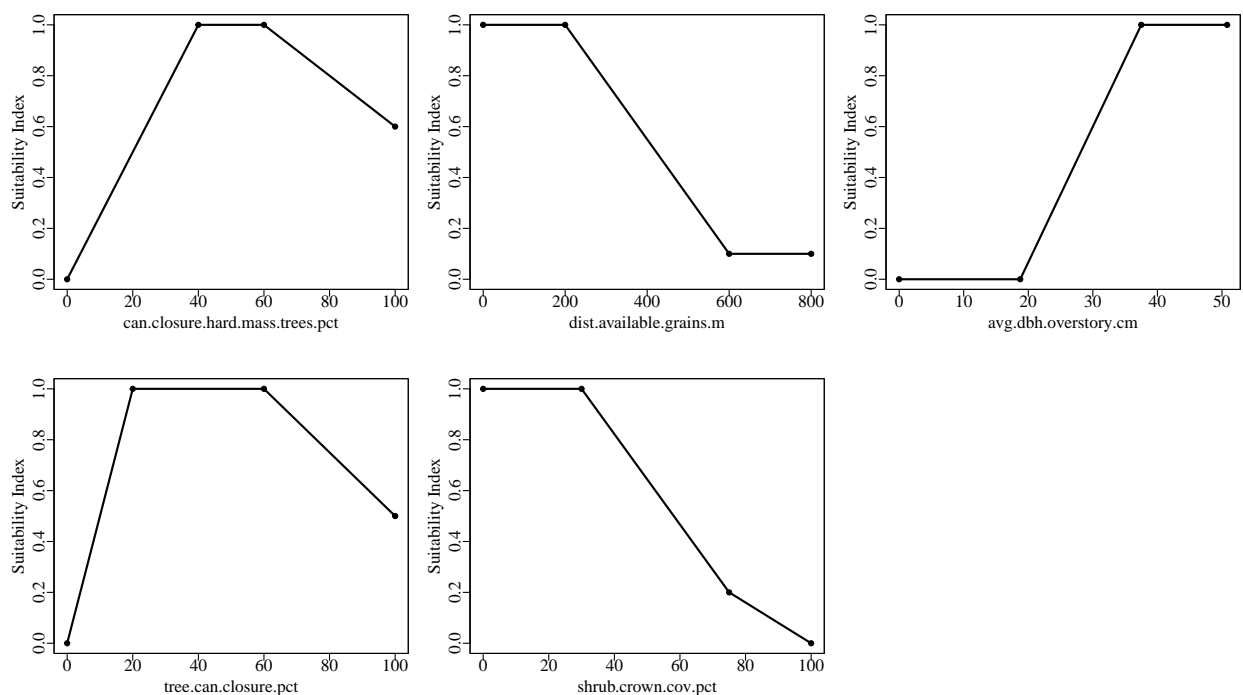 1.0
0.8
0.6
0.4
0.2
0.0
Suitability Index
0 20 40 60 80 100
can.closure.hard.mass.trees.pct
1.0
0.8
0.6
0.4
0.2
0.0
Suitability Index
0 200 400 600 800
dist.available.grains.m
1.0
0.8
0.6
0.4
0.2
0.0
Suitability Index
0 10 20 30 40 50
avg.dbh.overstory.cm
1.0
0.8
0.6
0.4
0.2
0.0
Suitability Index
0 20 40 60 80 100
tree.can.closure.pct
1.0
0.8
0.6
0.4
0.2
0.0
Suitability Index
0 20 40 60 80 100
shrub.crown.cov.pct